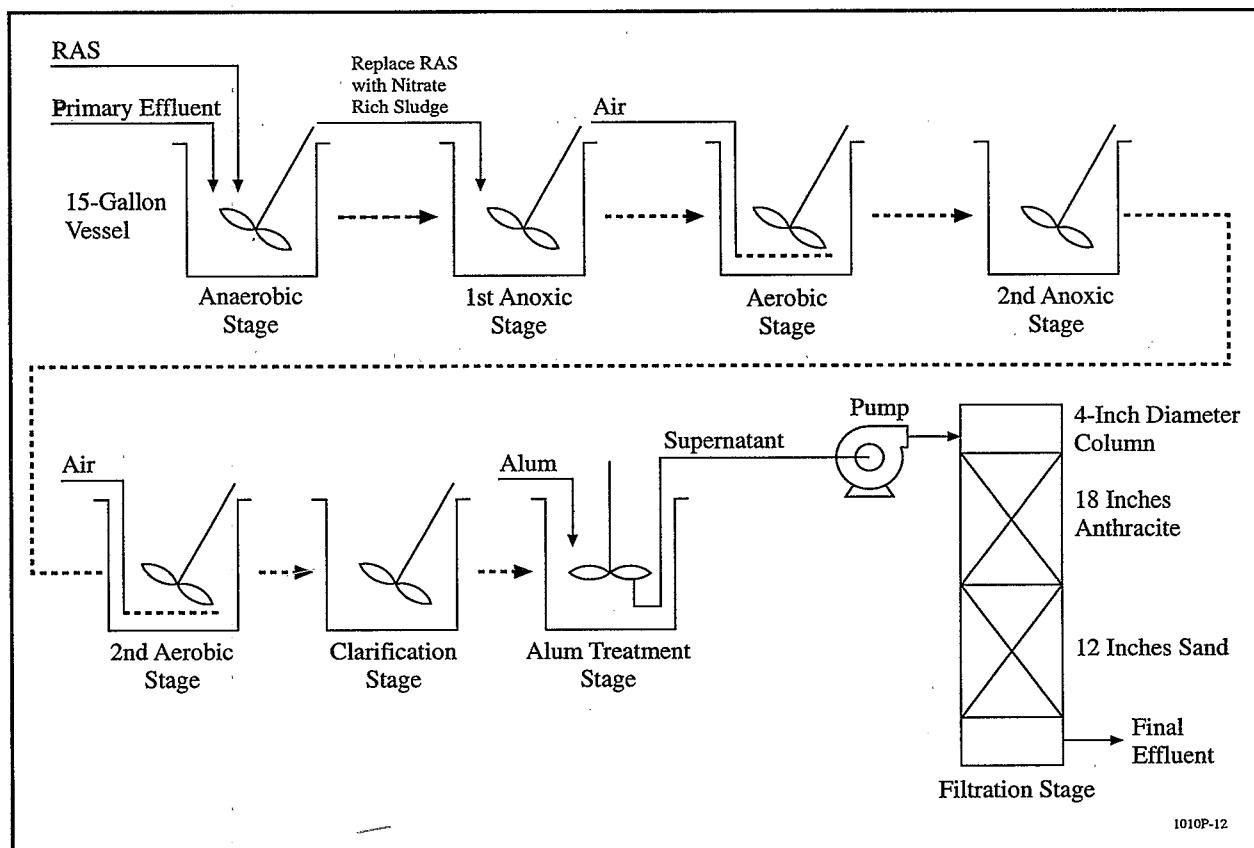 RAS
Primary Effluent
Replace RAS
with Nitrate
Rich Sludge
Air
15-Gallon
Vessel
Anaerobic
Stage
1st Anoxic
Stage
Aerobic
Stage
2nd Anoxic
Stage
Air
Alum
Supernatant
Pump
4-Inch Diameter
Column
18 Inches
Anthracite
12 Inches Sand
2nd Aerobic
Stage
Clarification
Stage
Alum Treatment
Stage
Final
Effluent
Filtration Stage
1010P-12